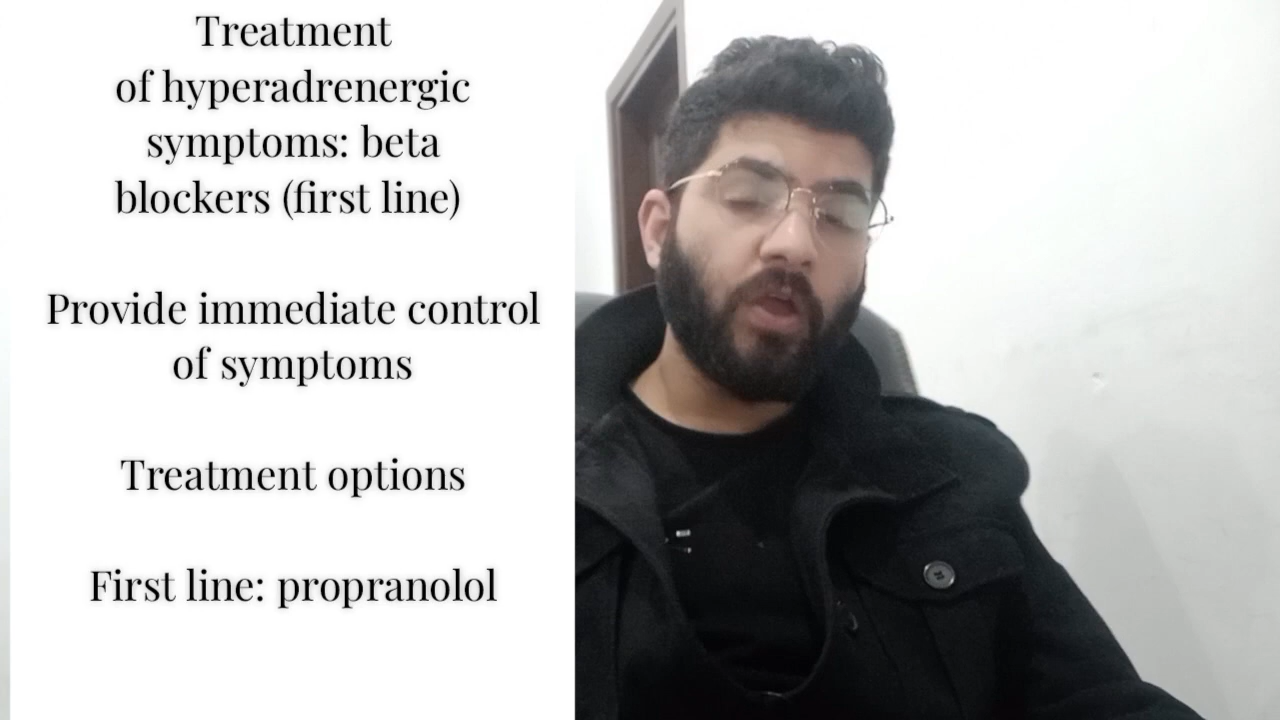 Treatment
of hyperadrenergic
symptoms: beta
blockers (first line)
Provide immediate control
of symptoms
Treatment options
First line: propranolol